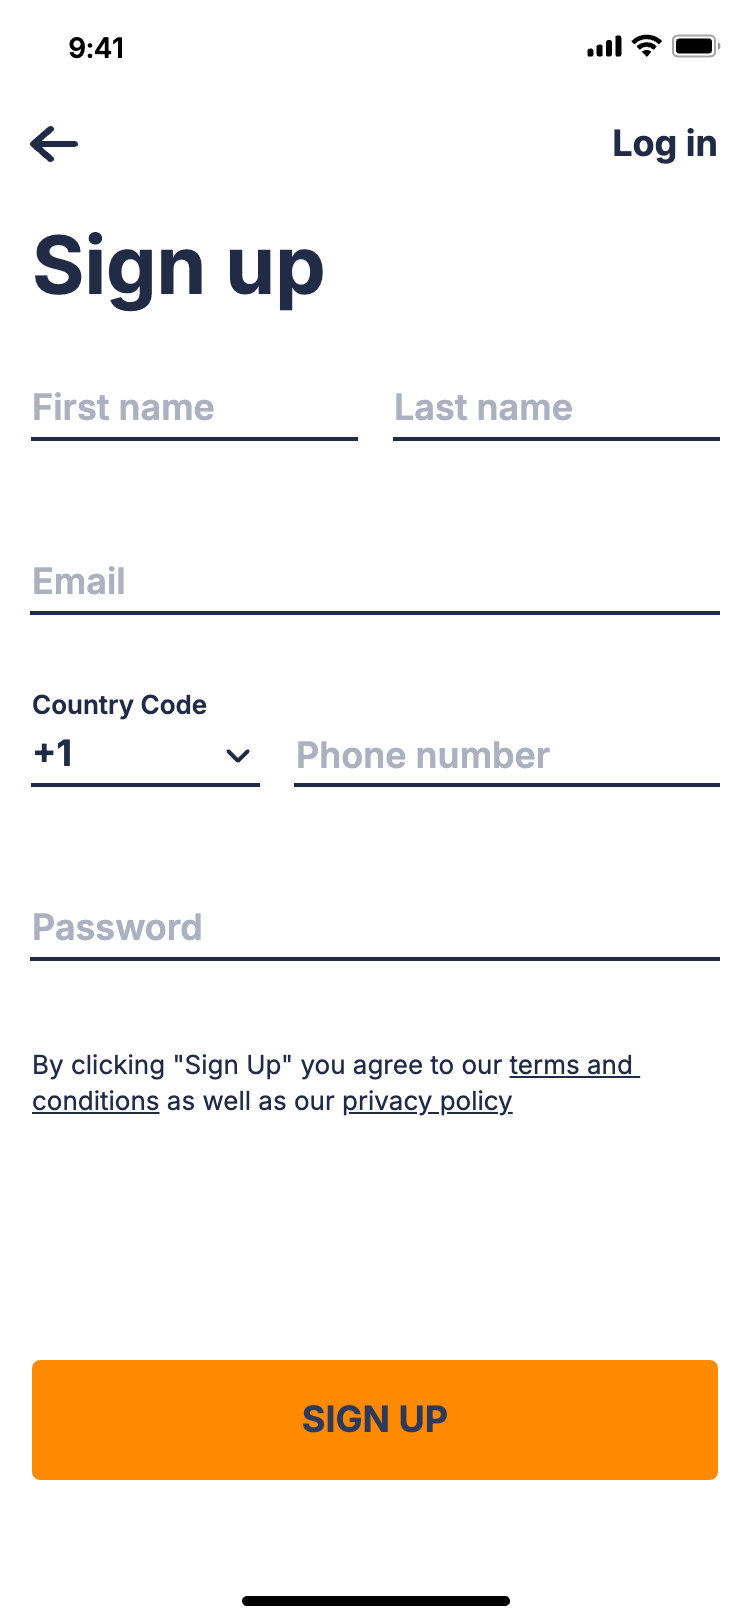 9:41
Log in
Sign up
First name
Last name
Email
Country Code
+1
Phone number
Password
By clicking "Sign Up" you agree to our terms and
conditions as well as our privacy policy
SIGN UP